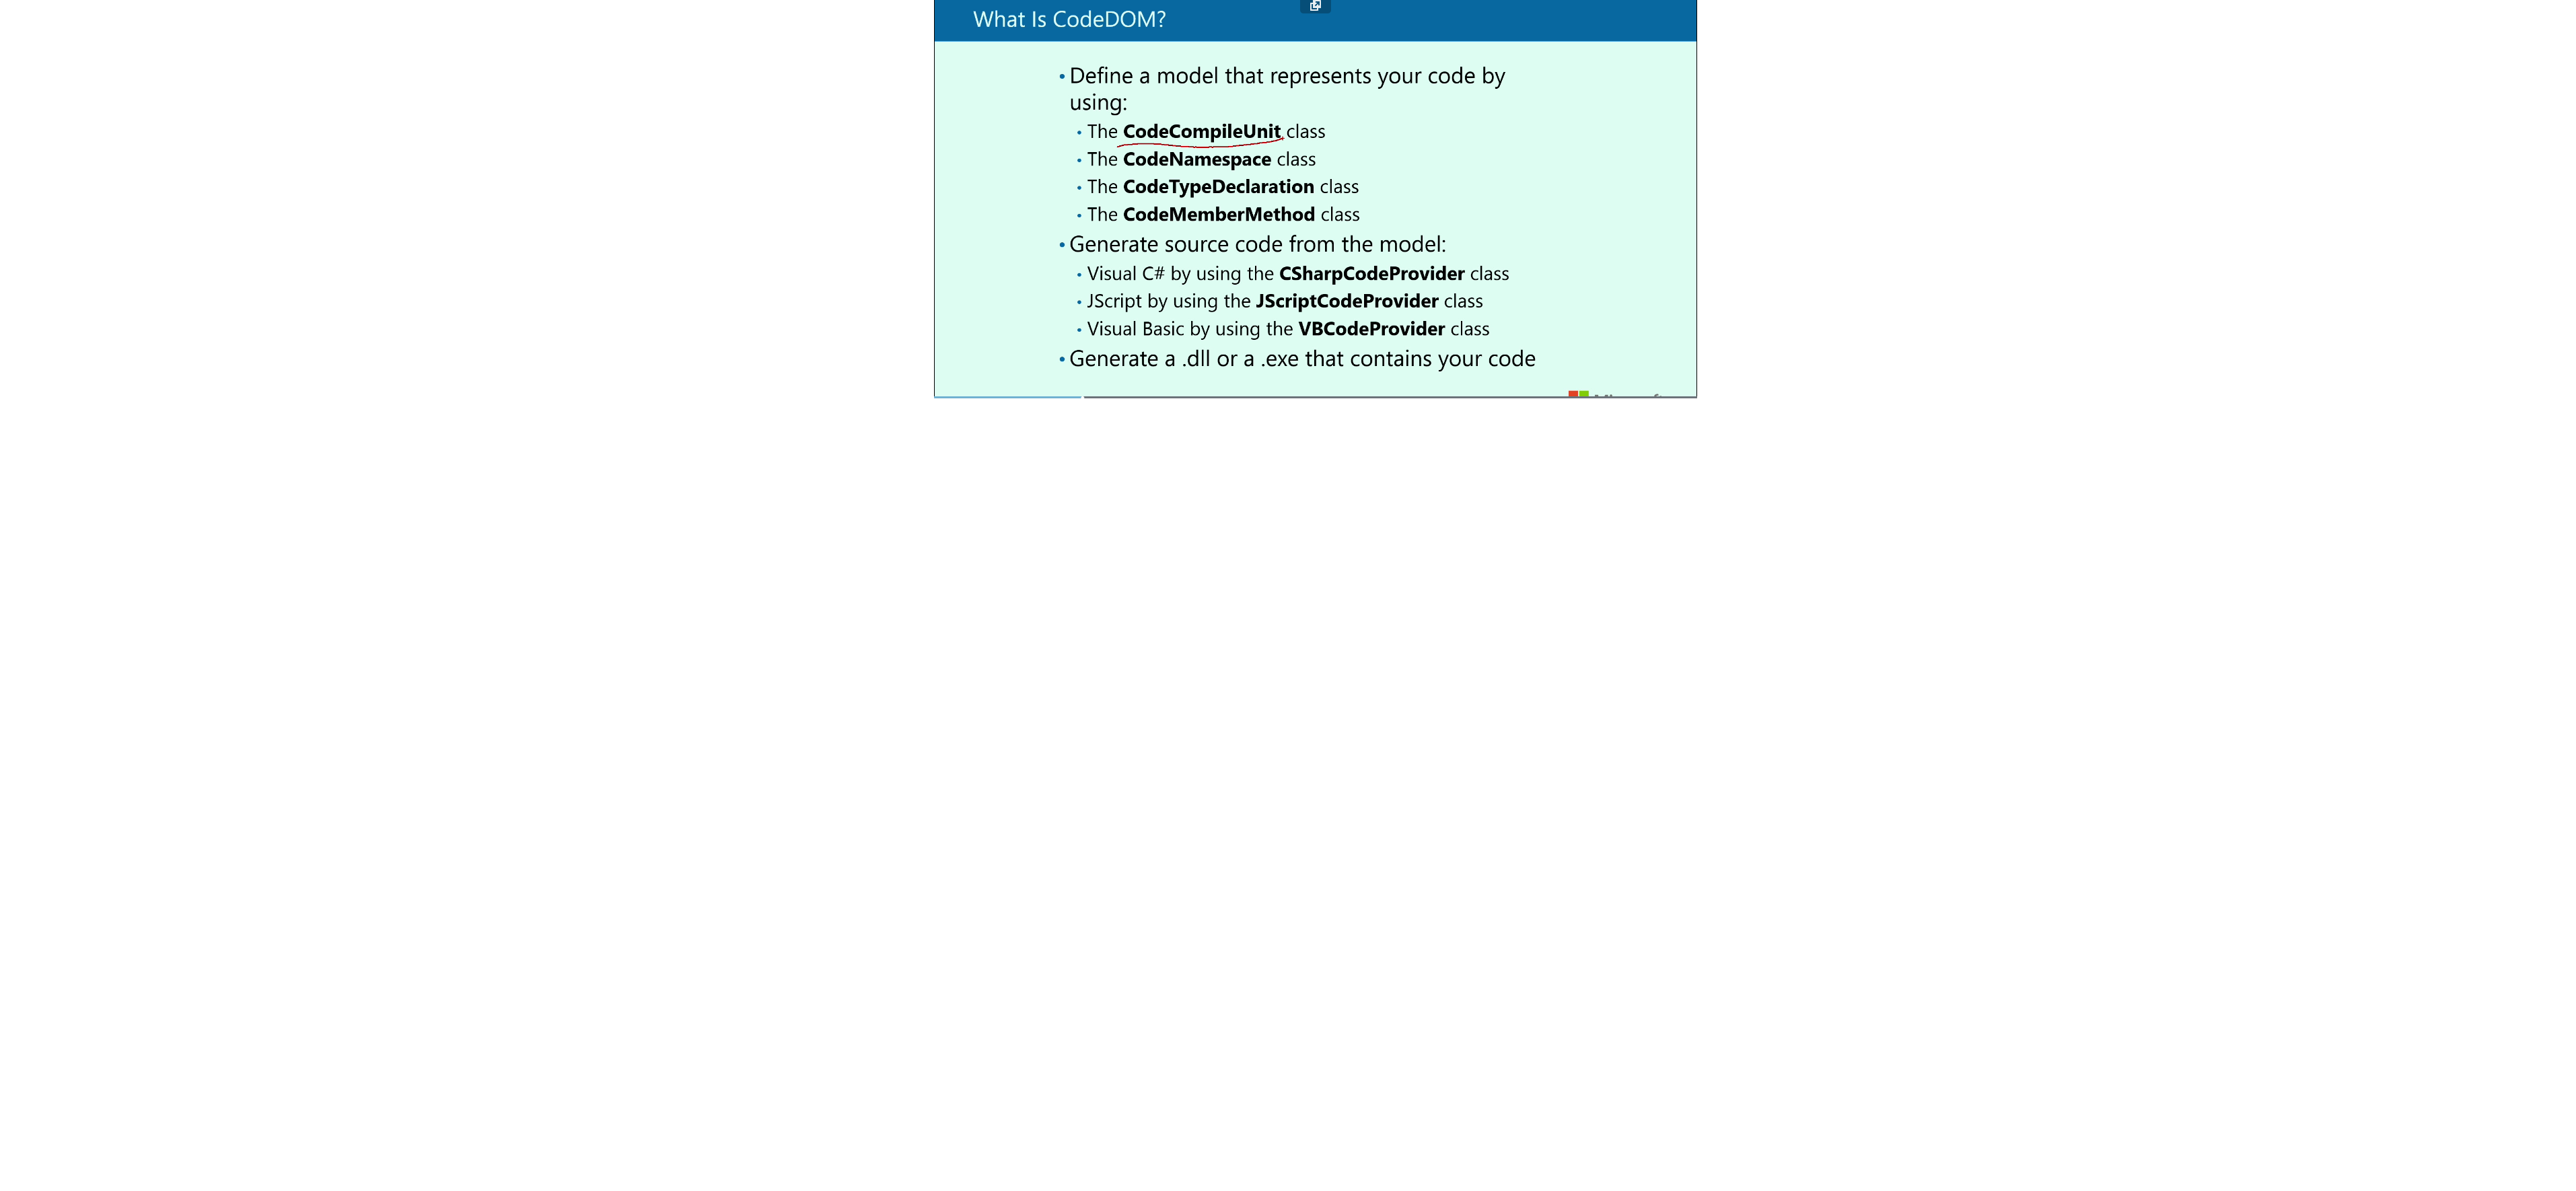 What Is CodeDOM?
• Define a model that represents your code by
using:
• The CodeCompileUnit class
• The CodeNamespace class
• The CodeTypeDeclaration class
• The CodeMemberMethod class
• Generate source code from the model:
• Visual C# by using the CSharpCodeProvider class
• JScript by using the JScriptCodeProvider class
• Visual Basic by using the VBCodeProvider class
• Generate a .dll or a .exe that contains your code